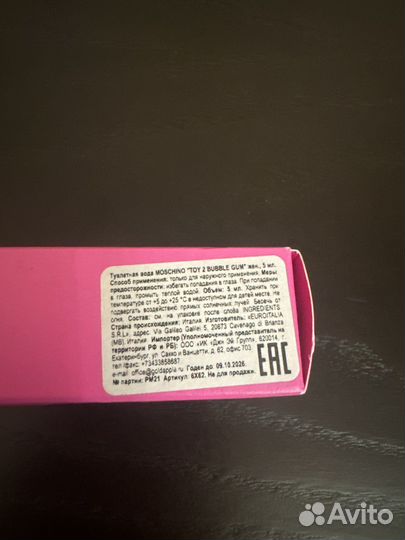 Туалетная вода MOSCHINO "TOY 2 BUBBLE GUM" жен., 5 мл.
Способ применения: только для наружного применения. Меры
предосторожности: избегать попадания в глаза. При попадании
в глаза, промыть теплой водой. Объем: 5 мл. Хранить при
температуре от +5 до +25 °C в недоступном для детей месте. Не
подвергать воздействию прямых солнечных лучей. Беречь от
огня. Состав: см. на упаковке после слова INGREDIENTS
Страна происхождения: Италия. Изготовитель: «EUROITALIA
S.R.L», адрес: Via Galileo Galilei 5, 20873 Cavenago di Brianza
(MB), Италия. Импортер (Уполномоченный представитель на
территории РФ и РБ): ООО «ИК «Джи Эй Групп», 620014, г.
Екатеринбург, ул. Сакко и Ванцетти, д. 62, офис 703
тел./факс: +73433858687,
e-mail: office@goldapple.ru Годен до 09.10.2026.
№ партии: PM21 Артикул: 6X82. Не для продажи.
EAC
Avito